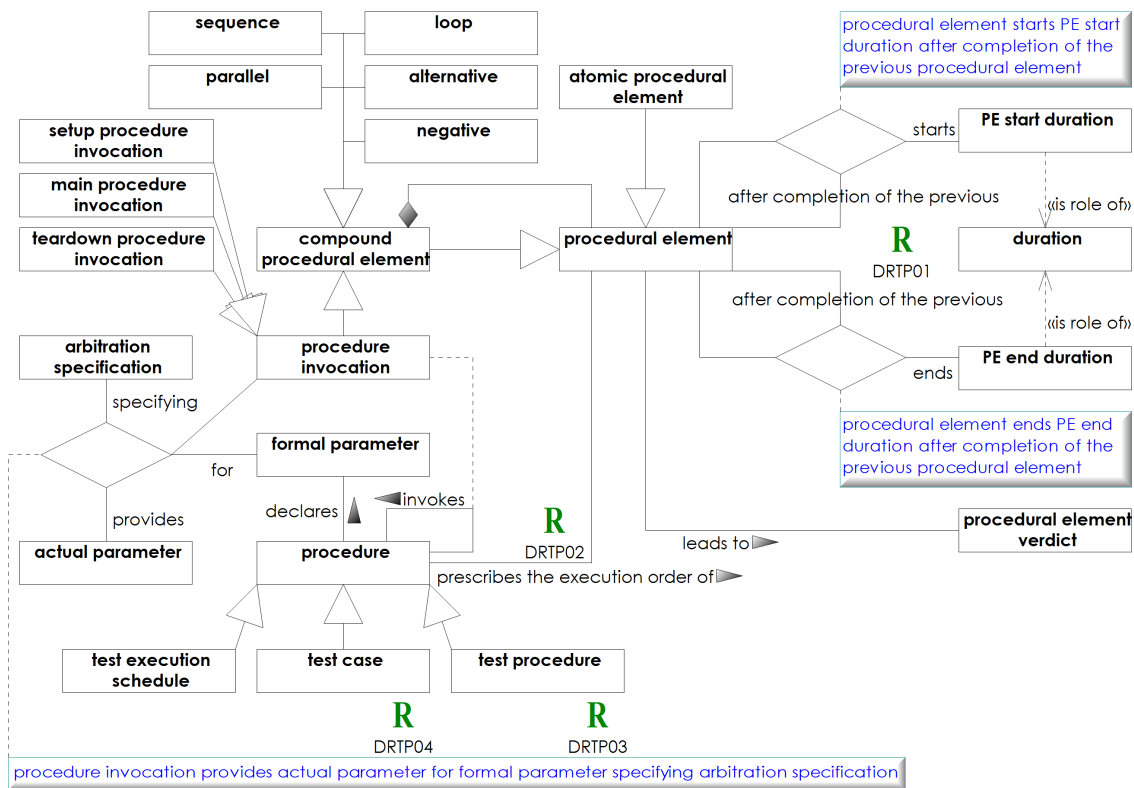 sequence
loop
procedural element starts PE start
duration after completion of the
previous procedural element
parallel
alternative
atomic procedural
element
negative
setup procedure
invocation
starts
PE start duration
main procedure
invocation
after completion of the previous
«is role of»
teardown procedure
invocation
compound
procedural element
procedural element
R
DRTP01
duration
after completion of the previous
«is role of»
arbitration
specification
procedure
invocation
PE end duration
ends
specifying
procedural element ends PE end
duration after completion of the
previous procedural element
formal parameter
for
declares
invokes
provides
R
DRTP02
procedural element
verdict
leads to
actual parameter
procedure
prescribes the execution order of
test execution
schedule
test case
test procedure
R
DRTP04
R
DRTP03
procedure invocation provides actual parameter for formal parameter specifying arbitration specification